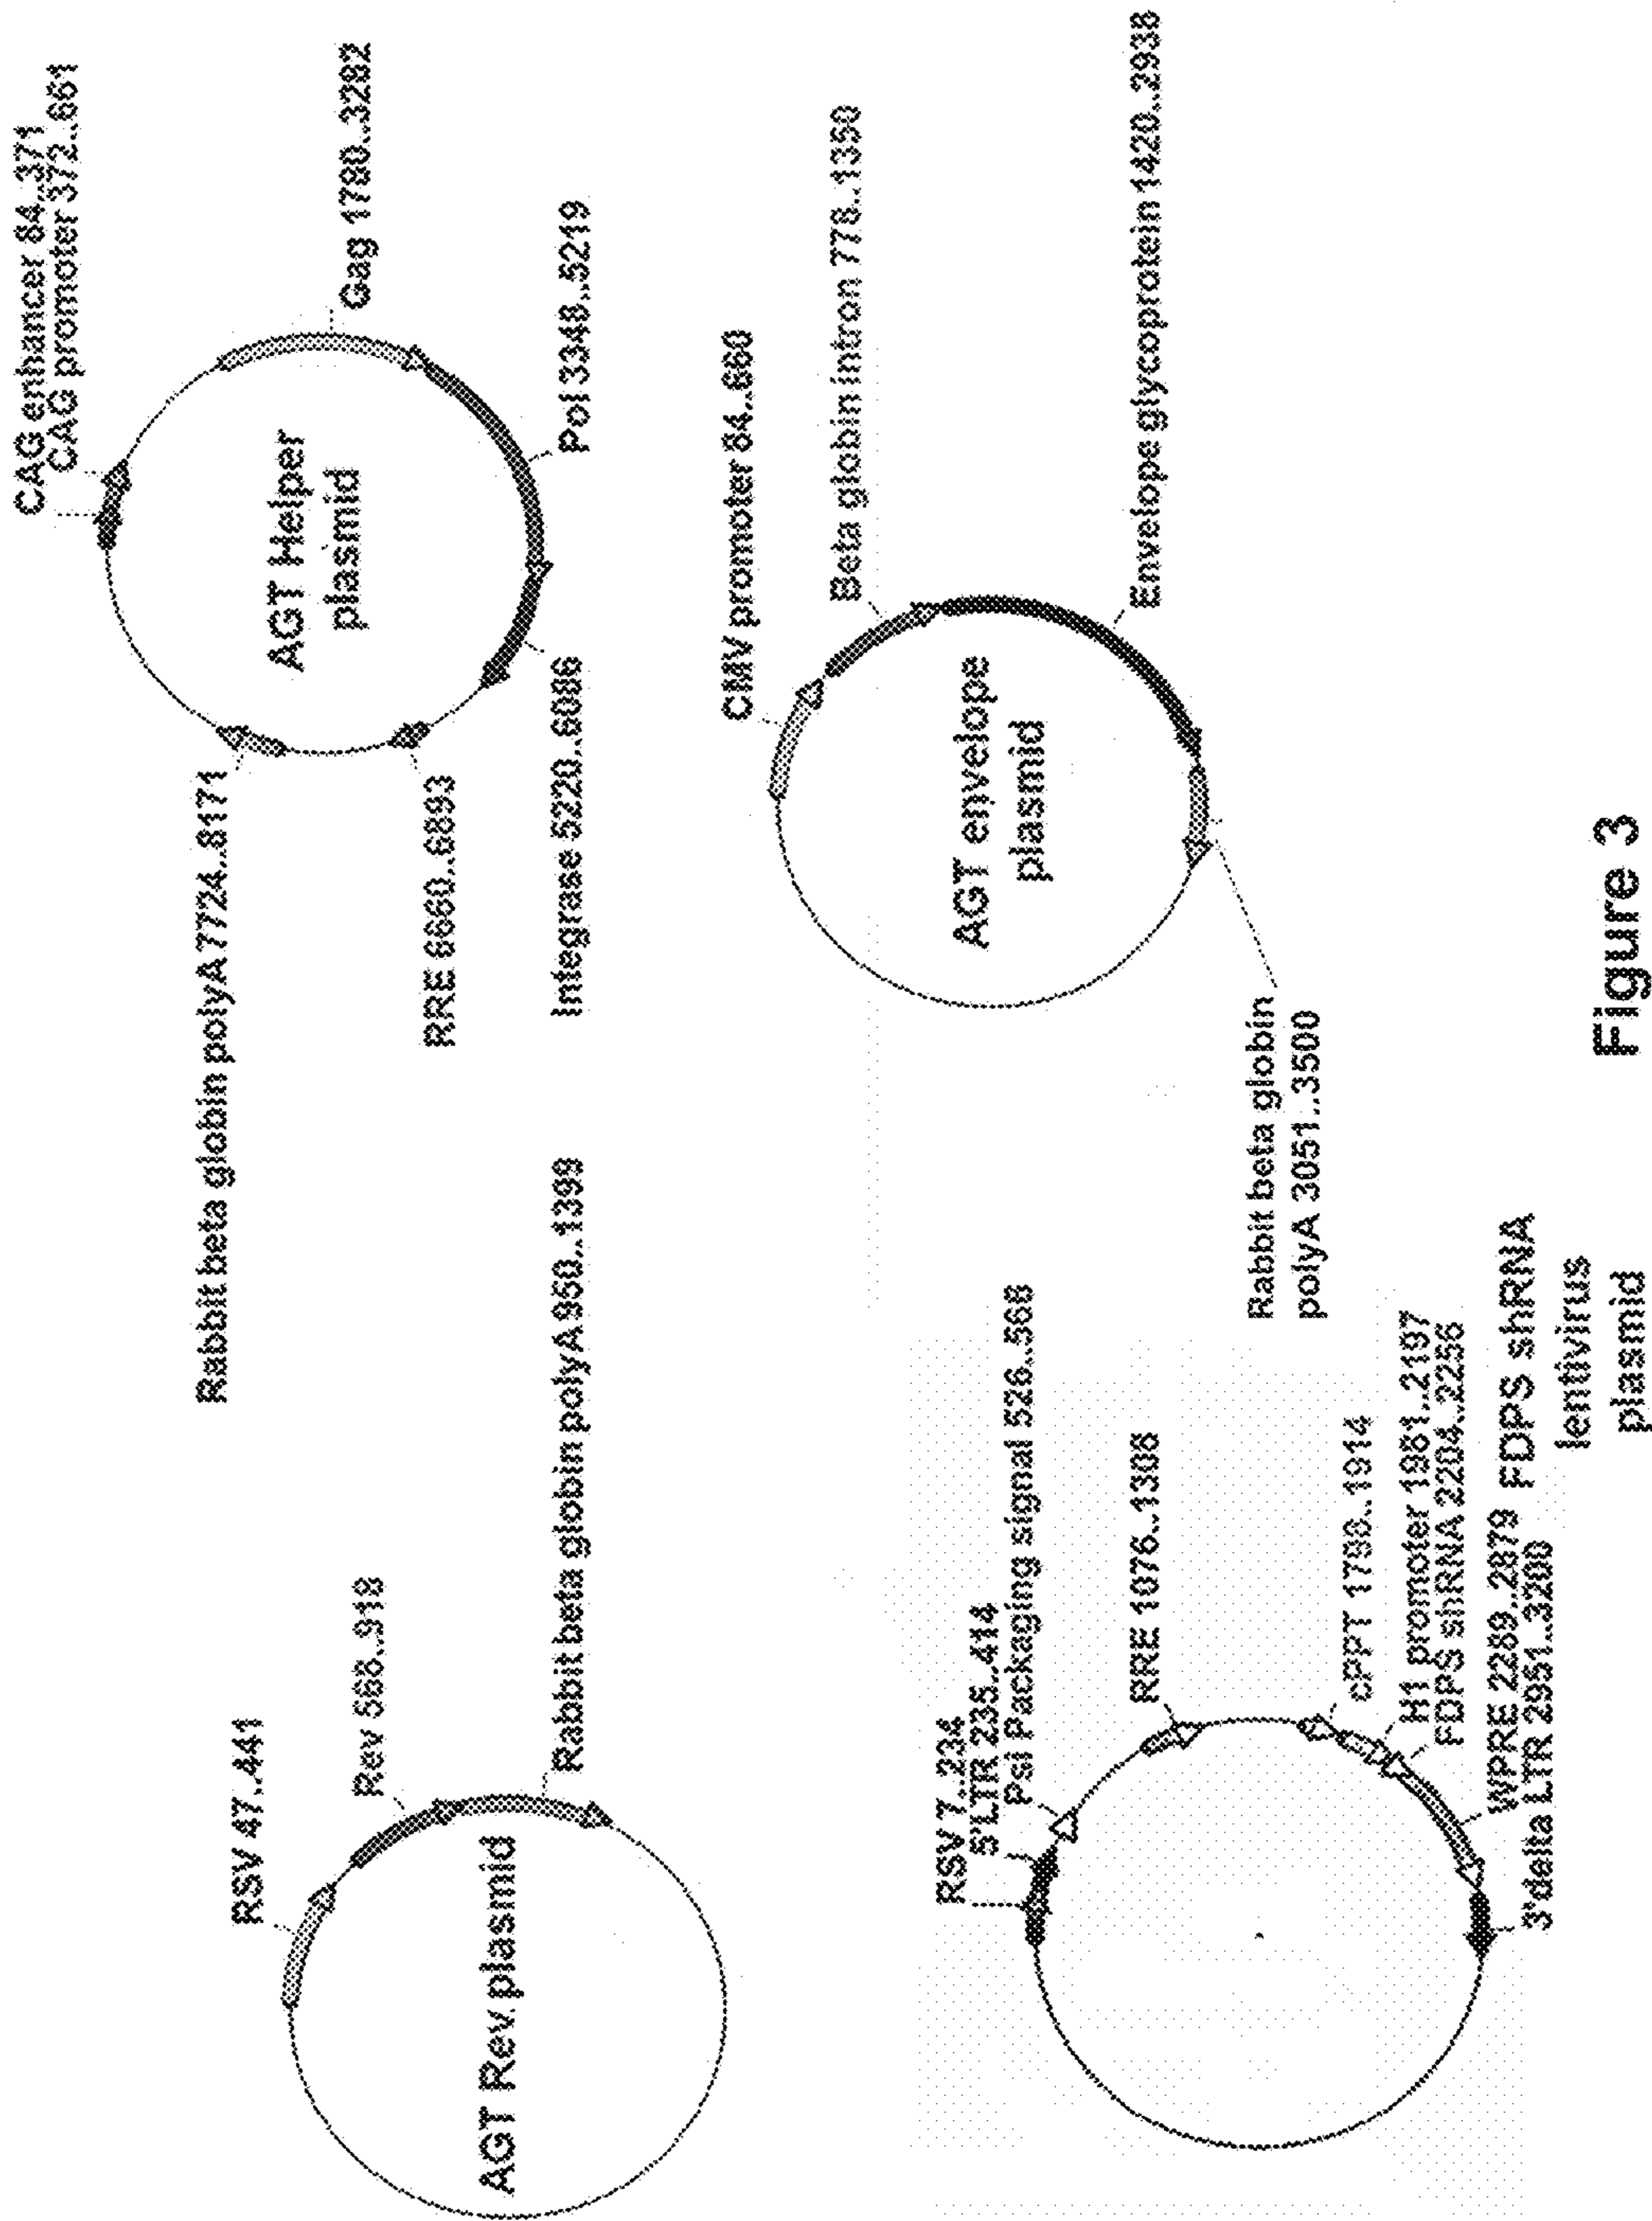 CAG enhancer 84..371
CAG promoter 372..661
Gag 1780..3282
Pol 3348..5219
Integrase 5220..6086
RRE 6660..6893
Rabbit beta globin polyA 7724..8171
AGT Helper
plasmid
RSV 47..441
Rev 568..918
Rabbit beta globin polyA 950..1399
AGT Rev plasmid
CMV promoter 84..660
Beta globin intron 778..1350
Envelope glycoprotein 1420..2938
Rabbit beta globin
polyA 3051..3500
AGT envelope
plasmid
RSV 7..234
5'LTR 235..414
Psi Packaging signal 526..568
RRE 1076..1308
cPPT 1798..1914
H1 promoter 1981..2197
FDPS shRNA 2204..2256
WPRE 2289..2879
3'delta LTR 2951..3200
FDPS shRNA
lentivirus
plasmid
Figure 3